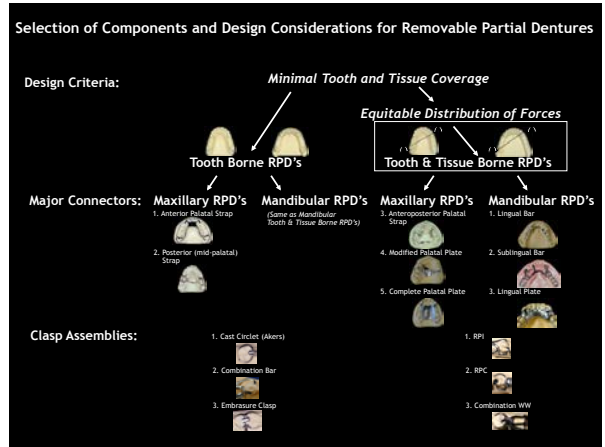 Selection of Components and Design Considerations for Removable Partial Dentures
Design Criteria:
Minimal Tooth and Tissue Coverage
Equitable Distribution of Forces
Tooth Borne RPD's
Tooth & Tissue Borne RPD's
Major Connectors:
Maxillary RPD's
1. Anterior Palatal Strap
2. Posterior (mid-palatal)
Strap
Mandibular RPD's
(Same as Mandibular
Tooth & Tissue Borne RPD's)
Maxillary RPD's
3. Anteroposterior Palatal
Strap
4. Modified Palatal Plate
5. Complete Palatal Plate
Mandibular RPD's
1. Lingual Bar
2. Sublingual Bar
3. Lingual Plate
Clasp Assemblies:
1. Cast Circlet (Akers)
2. Combination Bar
3. Embrasure Clasp
1. RPI
2. RPC
3. Combination WW